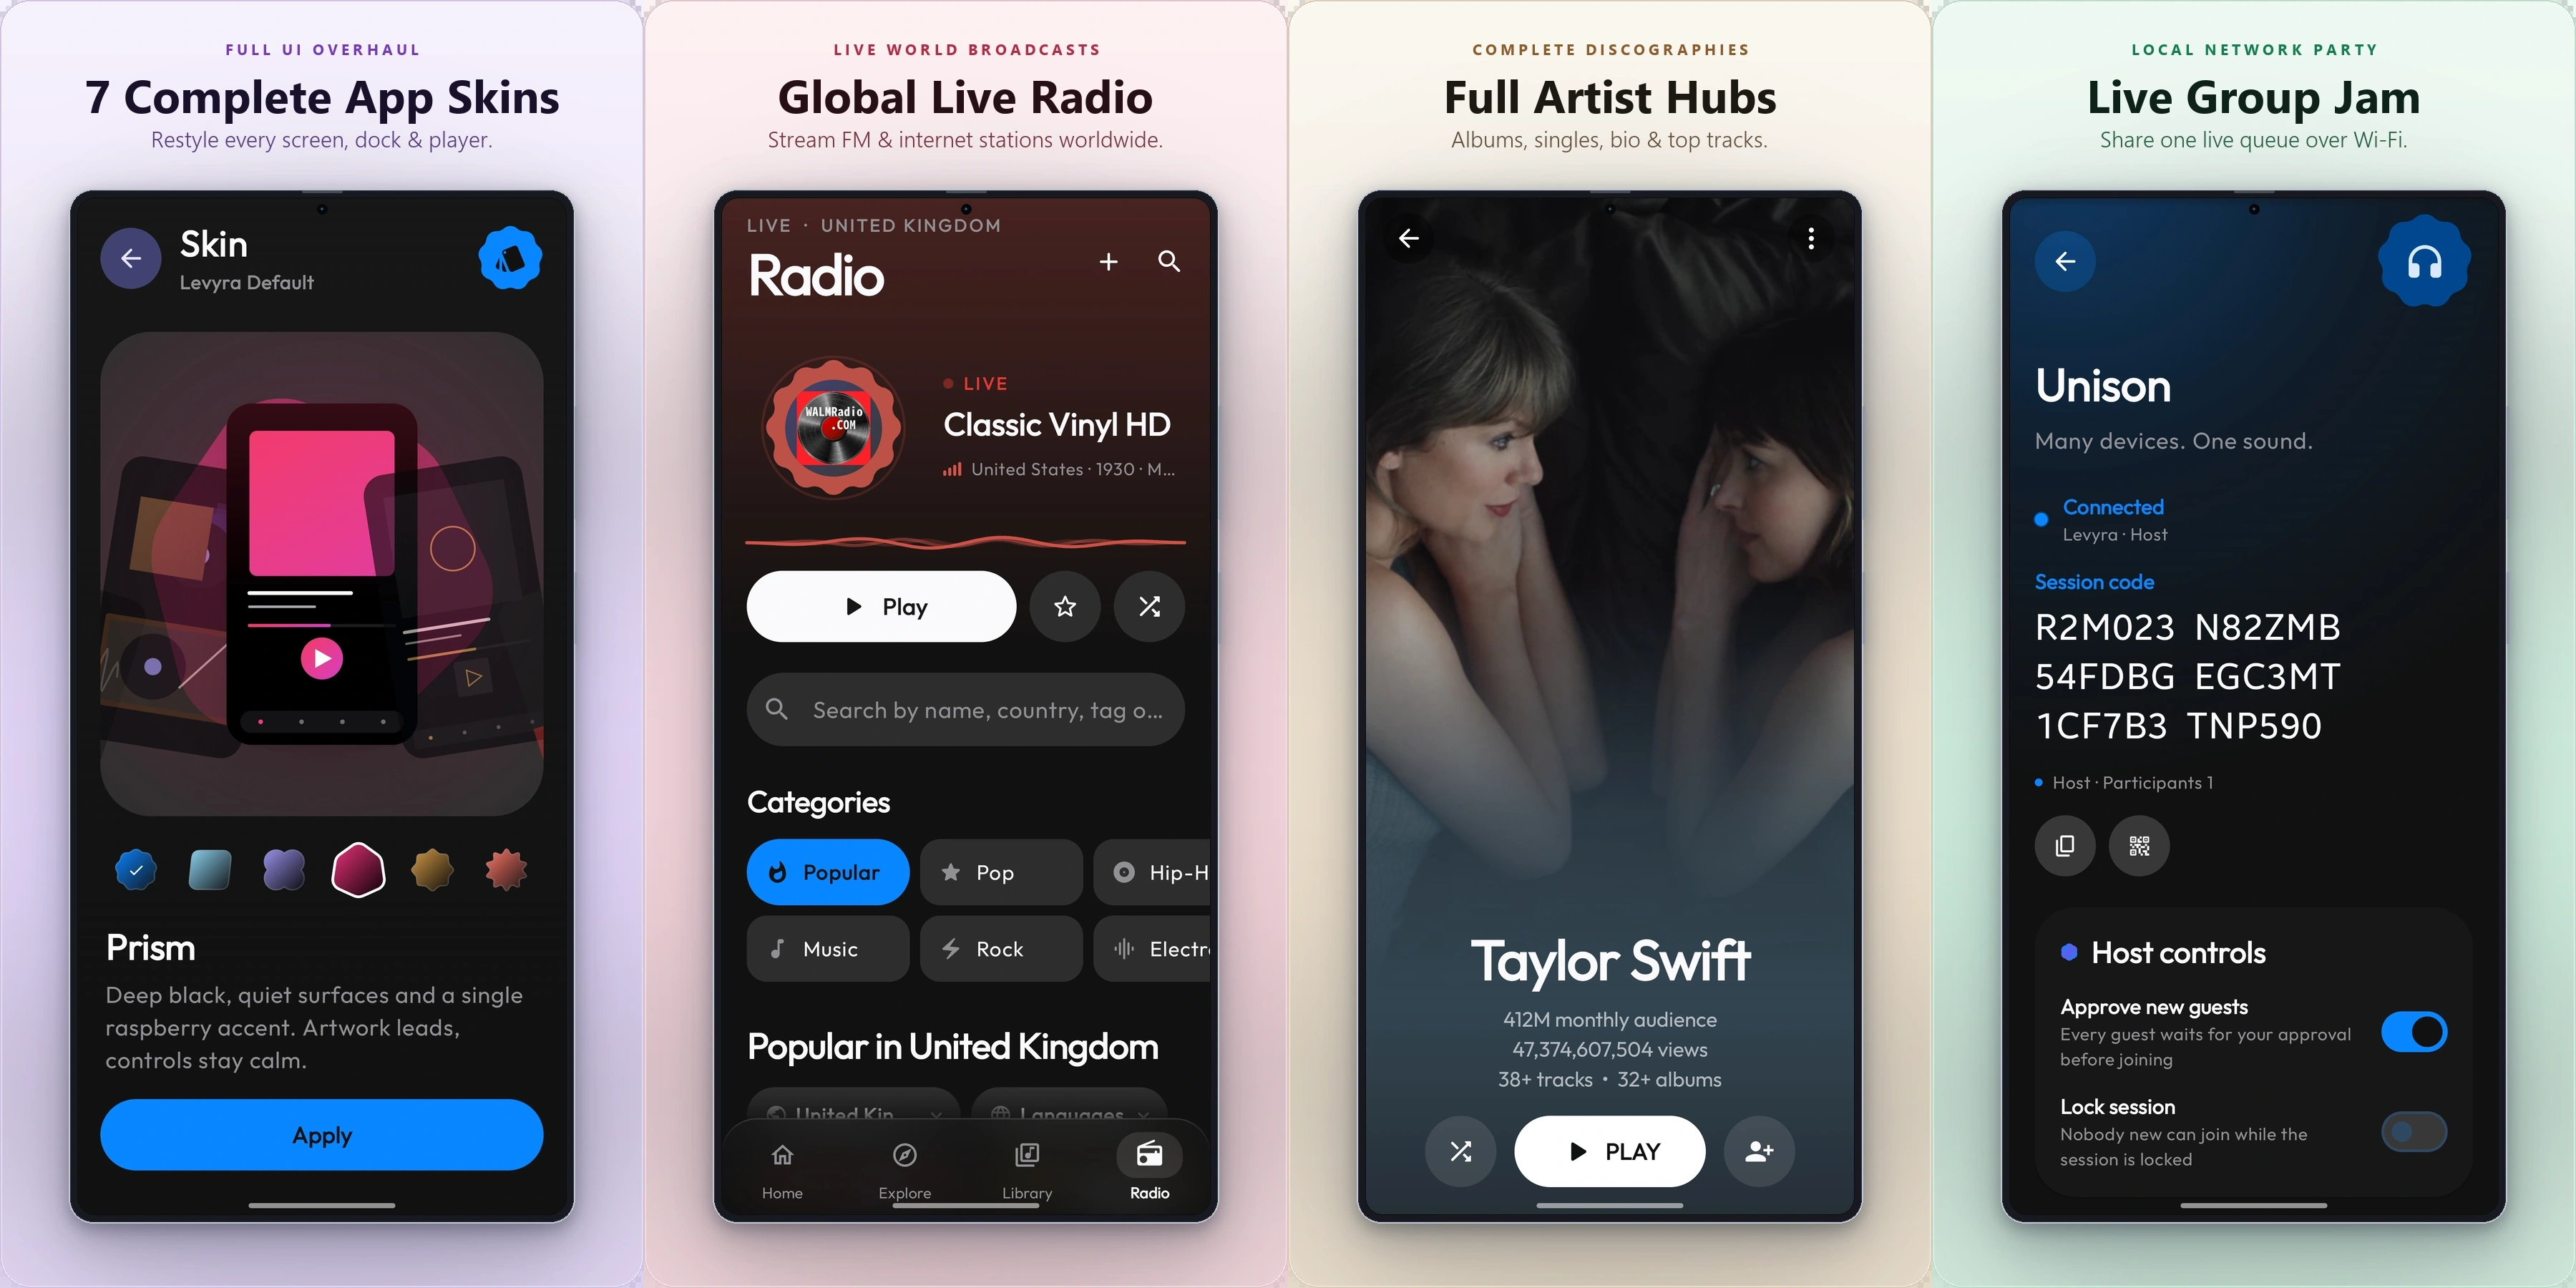 FULL UI OVERHAUL
7 Complete App Skins
Restyle every screen, dock & player.
Skin
Levyra Default
Prism
Deep black, quiet surfaces and a single
raspberry accent. Artwork leads,
controls stay calm.
Apply
LIVE WORLD BROADCASTS
Global Live Radio
Stream FM & internet stations worldwide.
LIVE · UNITED KINGDOM
Radio
WALMRadio
.COM
LIVE
Classic Vinyl HD
United States · 1930 · M...
Play
Search by name, country, tag o...
Categories
Popular
Pop
Hip-H
Music
Rock
Electr
Popular in United Kingdom
United Kin
Languages
Home
Explore
Library
Radio
COMPLETE DISCOGRAPHIES
Full Artist Hubs
Albums, singles, bio & top tracks.
Taylor Swift
412M monthly audience
47,374,607,504 views
38+ tracks • 32+ albums
PLAY
LOCAL NETWORK PARTY
Live Group Jam
Share one live queue over Wi-Fi.
Unison
Many devices. One sound.
Connected
Levyra · Host
Session code
R2M023 N82ZMB
54FDBG EGC3MT
1CF7B3 TNP590
Host · Participants 1
Host controls
Approve new guests
Every guest waits for your approval
before joining
Lock session
Nobody new can join while the
session is locked